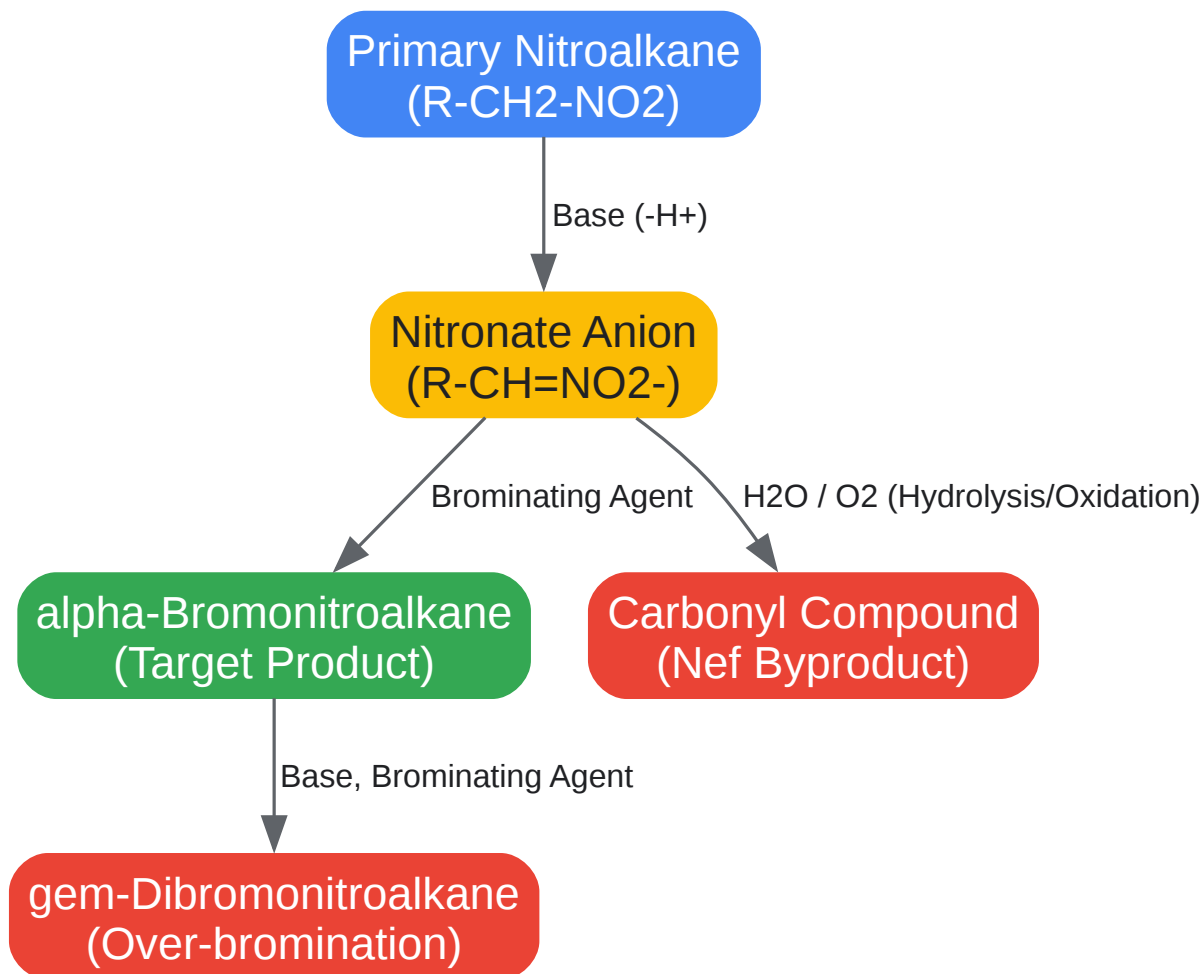 Primary Nitroalkane
(R-CH2-NO2)
Base (-H+)
Nitronate Anion
(R-CH=NO2-)
Brominating Agent
H2O / O2 (Hydrolysis/Oxidation)
alpha-Bromonitroalkane
(Target Product)
Carbonyl Compound
(Nef Byproduct)
Base, Brominating Agent
gem-Dibromonitroalkane
(Over-bromination)